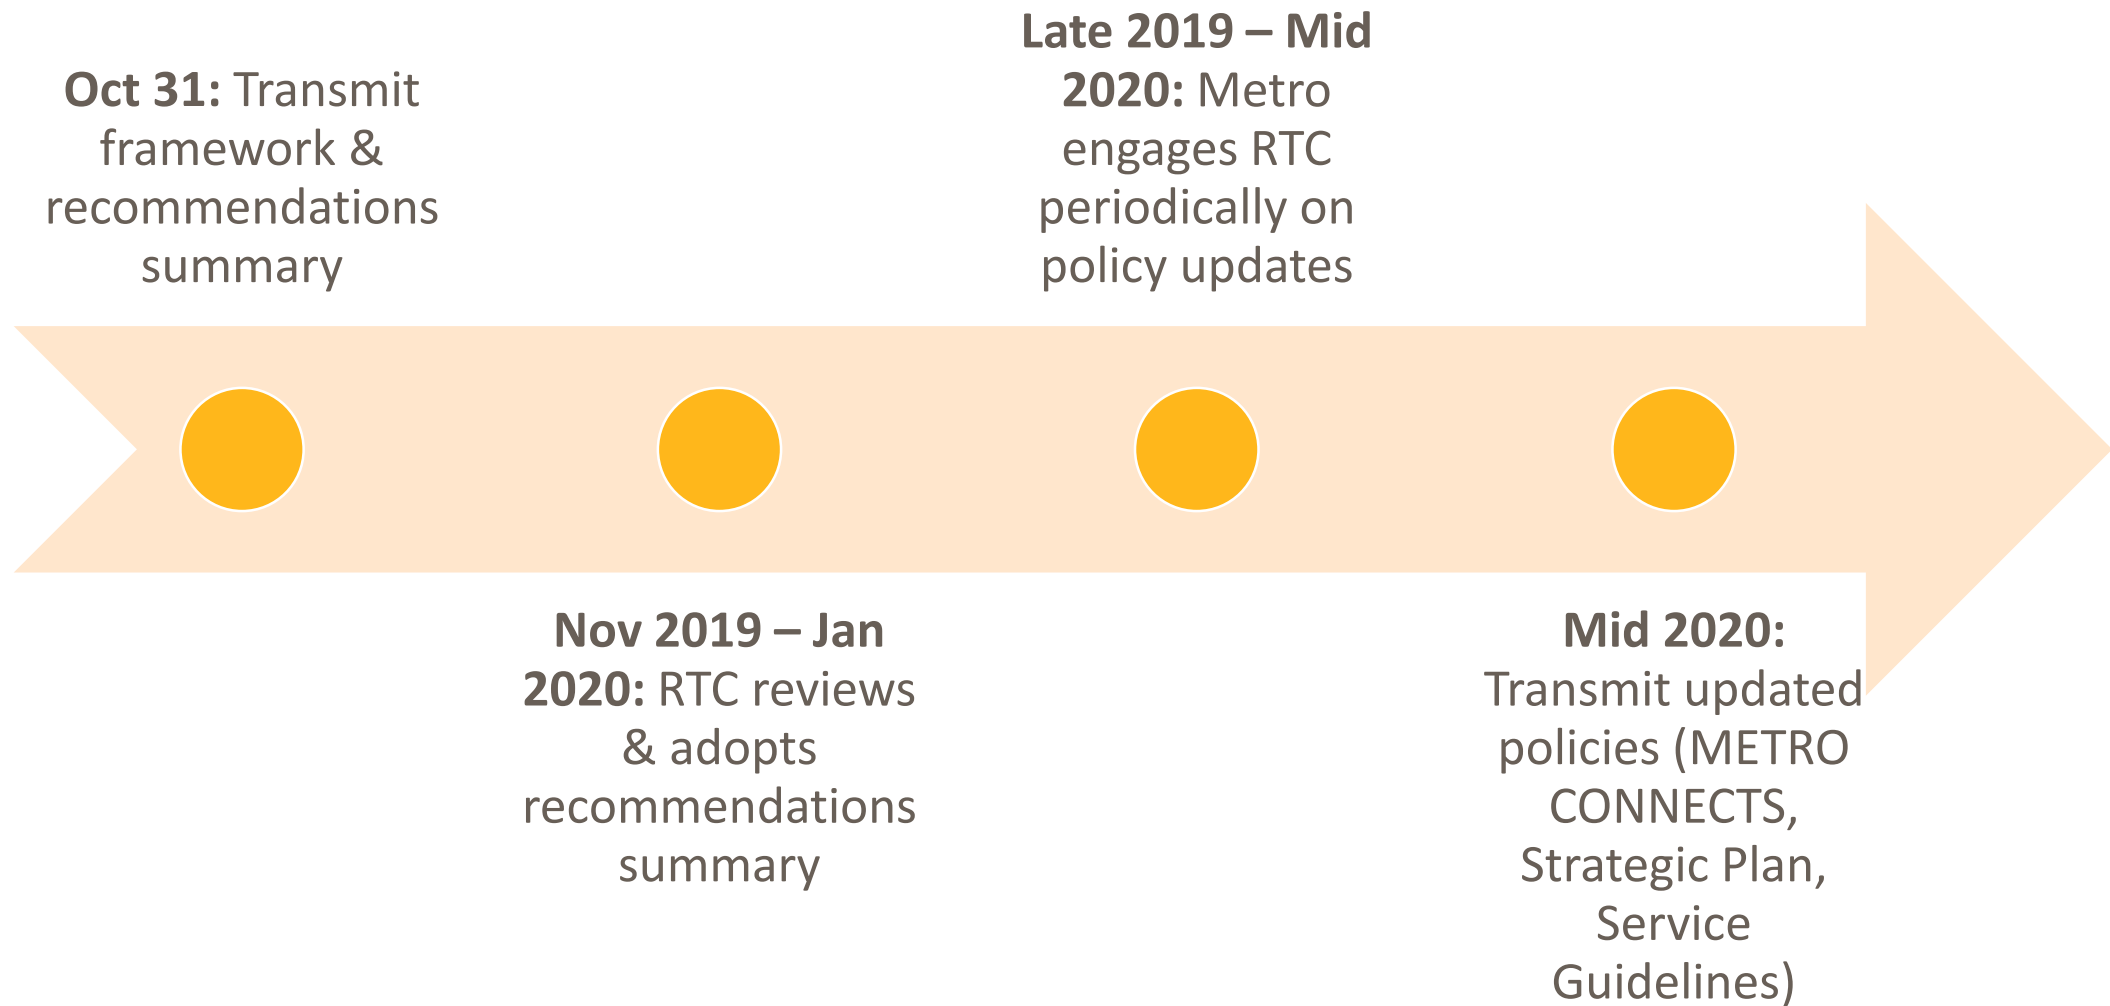 Oct 31: Transmit
framework &
recommendations
summary
Nov 2019 – Jan
2020: RTC reviews
& adopts
recommendations
summary
Late 2019 – Mid
2020: Metro
engages RTC
periodically on
policy updates
Mid 2020:
Transmit updated
policies (METRO
CONNECTS,
Strategic Plan,
Service
Guidelines)